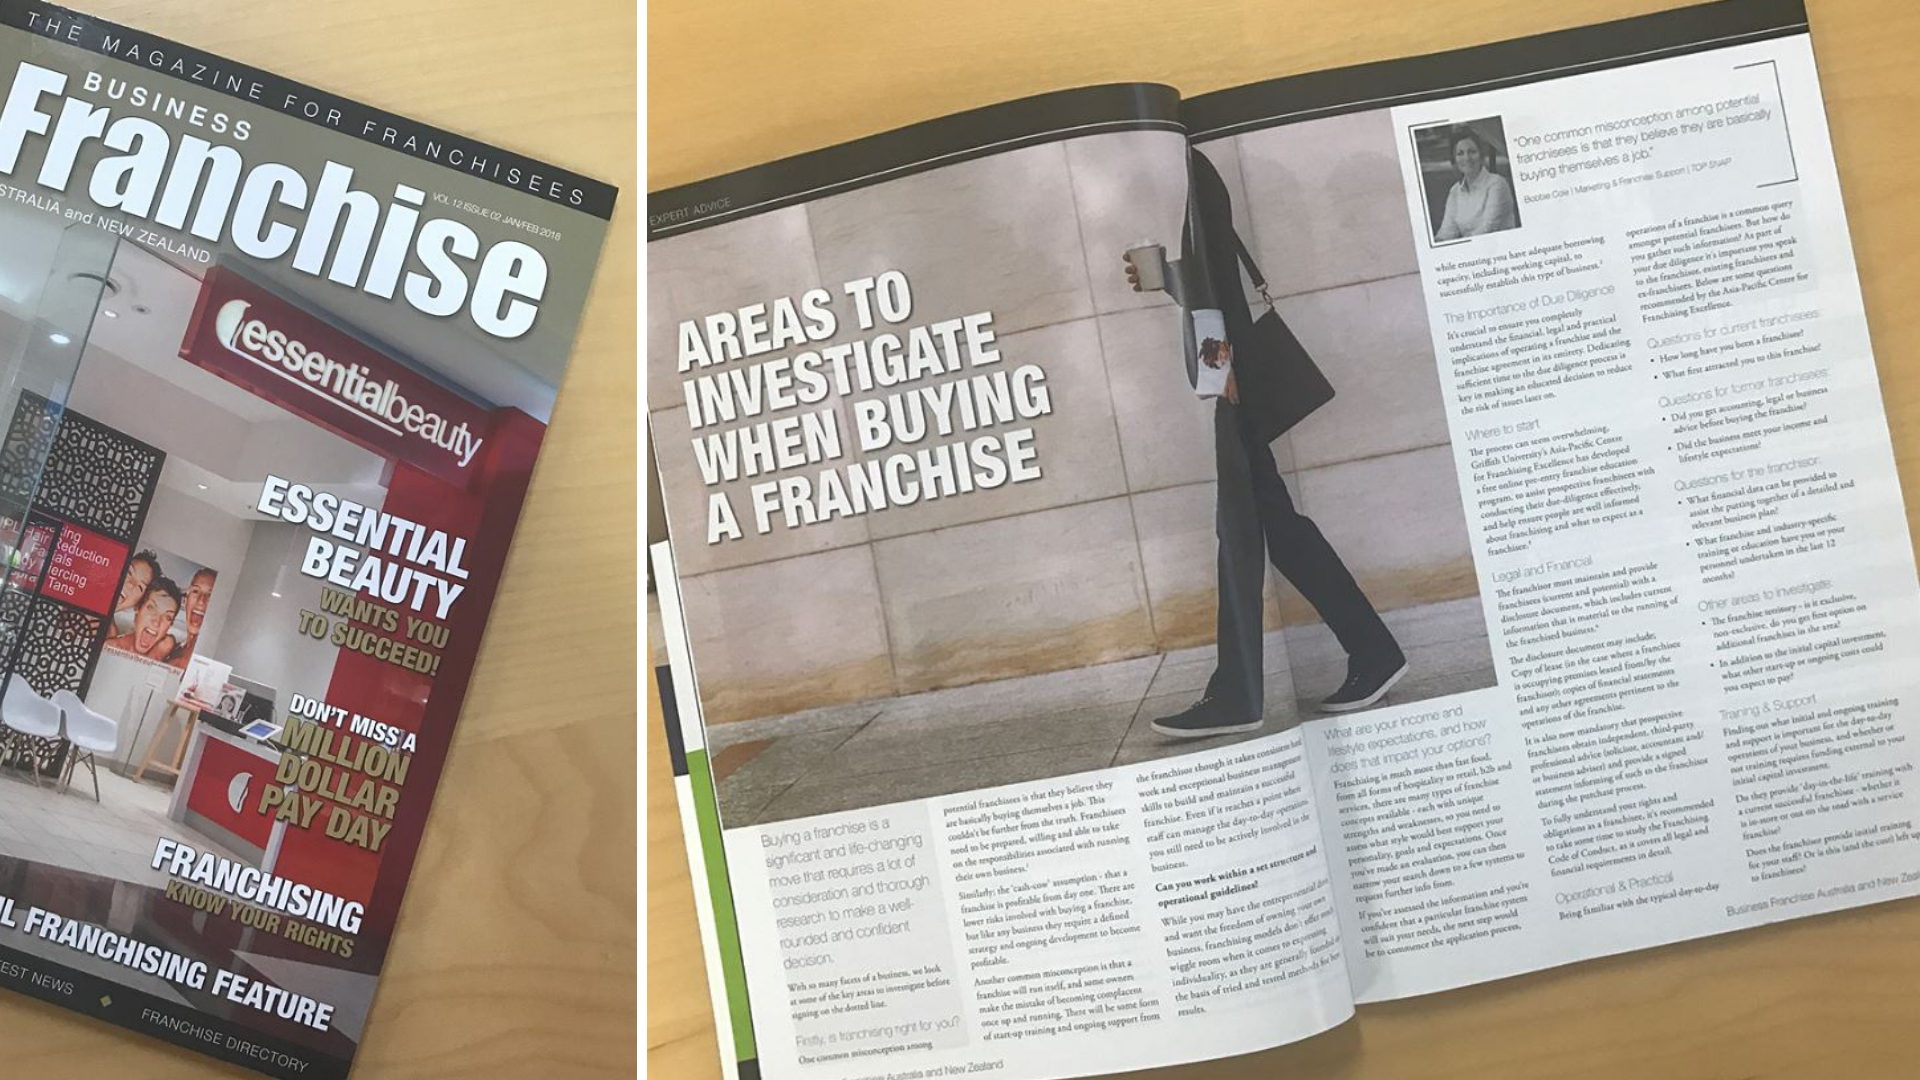 THE MAGAZINE FOR FRANCHISEES
BUSINESS
Franchise
STRALIA and NEW ZEALAND
VOL 12 ISSUE 02 JAN/FEB 2018
essentialbeauty
Hair Reduction
Tans
ESSENTIAL
BEAUTY
WANTS YOU
TO SUCCEED!
DON'T MISS A
MILLION
DOLLAR
PAY DAY
FRANCHISING
KNOW YOUR RIGHTS
L FRANCHISING FEATURE
EST NEWS
FRANCHISE DIRECTORY
EXPERT ADVICE
AREAS TO
INVESTIGATE
WHEN BUYING
A FRANCHISE
Buying a franchise is a
significant and life-changing
move that requires a lot of
consideration and thorough
research to make a well-
rounded and confident
decision.
With so many facets of a business, we look
at some of the key areas to investigate before
signing on the dotted line.
Firstly, is franchising right for you?
One common misconception among
potential franchisees is that they believe they
are basically buying themselves a job. This
couldn't be further from the truth. Franchisees
need to be prepared, willing and able to take
on the responsibilities associated with running
their own business.
Similarly; the 'cash-cow' assumption - that a
franchise is profitable from day one. There are
lower risks involved with buying a franchise,
but like any business they require a defined
strategy and ongoing development to become
profitable.
Another common misconception is that a
franchise will run itself, and some owners
make the mistake of becoming complacent
once up and running. There will be some form
of start-up training and ongoing support from
the franchisor though it takes consistent hard
work and exceptional business management
skills to build and maintain a successful
franchise. Even if it reaches a point when
staff can manage the day-to-day operations
you still need to be actively involved in the
business.
Can you work within a set structure and
operational guidelines?
While you may have the entrepreneurial
and want the freedom of owning your own
business, franchising models don't offer much
wiggle room when it comes to expressing
individuality, as they are generally founded
the basis of tried and tested methods for
results.
What are your income and
lifestyle expectations, and how
does that impact your options?
Franchising is much more than fast food,
from all forms of hospitality to retail, b2b and
services, there are many types of franchise
concepts available - each with unique
strengths and weaknesses, so you need to
assess what style would best support your
personality, goals and expectations. Once
you've made an evaluation, you can then
narrow your search down to a few systems to
request further info from.
If you've assessed the information and you're
confident that a particular franchise system
will suit your needs, the next step would
be to commence the application process,
"One common misconception among potential
franchisees is that they believe they are basically
buying themselves a job."
Bobbie Cole | Marketing & Franchise Support | TOP SNAP
while ensuring you have adequate borrowing
capacity, including working capital, to
successfully establish this type of business.
The Importance of Due Diligence
It's crucial to ensure you completely
understand the financial, legal and practical
implications of operating a franchise and the
franchise agreement in its entirety. Dedicating
sufficient time to the due diligence process is
key in making an educated decision to reduce
the risk of issues later on.
Where to start
The process can seem overwhelming.
Griffith University's Asia-Pacific Centre
for Franchising Excellence has developed
a free online pre-entry franchise education
program, to assist prospective franchisees with
conducting their due-diligence effectively,
and help ensure people are well informed
about franchising and what to expect as a
franchisee.
Legal and Financial
The franchisor must maintain and provide
franchisees (current and potential) with a
disclosure document, which includes current
information that is material to the running of
the franchised business.
The disclosure document may include;
Copy of lease (in the case where a franchisee
is occupying premises leased from/by the
franchisor); copies of financial statements
and any other agreements pertinent to the
operations of the franchise.
It is also now mandatory that prospective
franchisees obtain independent, third-party
professional advice (solicitor, accountant and/
or business adviser) and provide a signed
statement informing of such to the franchisor
during the purchase process.
To fully understand your rights and
obligations as a franchisee, it's recommended
to take some time to study the Franchising
Code of Conduct, as it covers all legal and
financial requirements in detail.
Operational & Practical
Being familiar with the typical day-to-day
operations of a franchise is a common query
amongst potential franchisees. But how do
you gather such information? As part of
your due diligence it's important you speak
to the franchisor, existing franchisees and
ex-franchisees. Below are some questions
recommended by the Asia-Pacific Centre for
Franchising Excellence.
Questions for current franchisees:
• How long have you been a franchisee?
• What first attracted you to this franchise?
Questions for former franchisees:
• Did you get accounting, legal or business
advice before buying the franchise?
• Did the business meet your income and
lifestyle expectations?
Questions for the franchisor:
• What financial data can be provided to
assist the putting together of a detailed and
relevant business plan?
• What franchise and industry-specific
training or education have you or your
personnel undertaken in the last 12
months?
Other areas to investigate:
• The franchise territory - is it exclusive,
non-exclusive, do you get first option on
additional franchises in the area?
• In addition to the initial capital investment,
what other start-up or ongoing costs could
you expect to pay?
Training & Support
Finding out what initial and ongoing training
and support is important for the day-to-day
operations of your business, and whether or
not training requires funding external to your
initial capital investment.
Do they provide 'day-in-the-life' training with
a current successful franchisee - whether it
is in-store or out on the road with a service
franchise?
Does the franchise provide initial training
for your staff? Or is this (and the cost) left up
to franchisees?
Business Franchise Australia and New Zeal
Australia and New Zealand